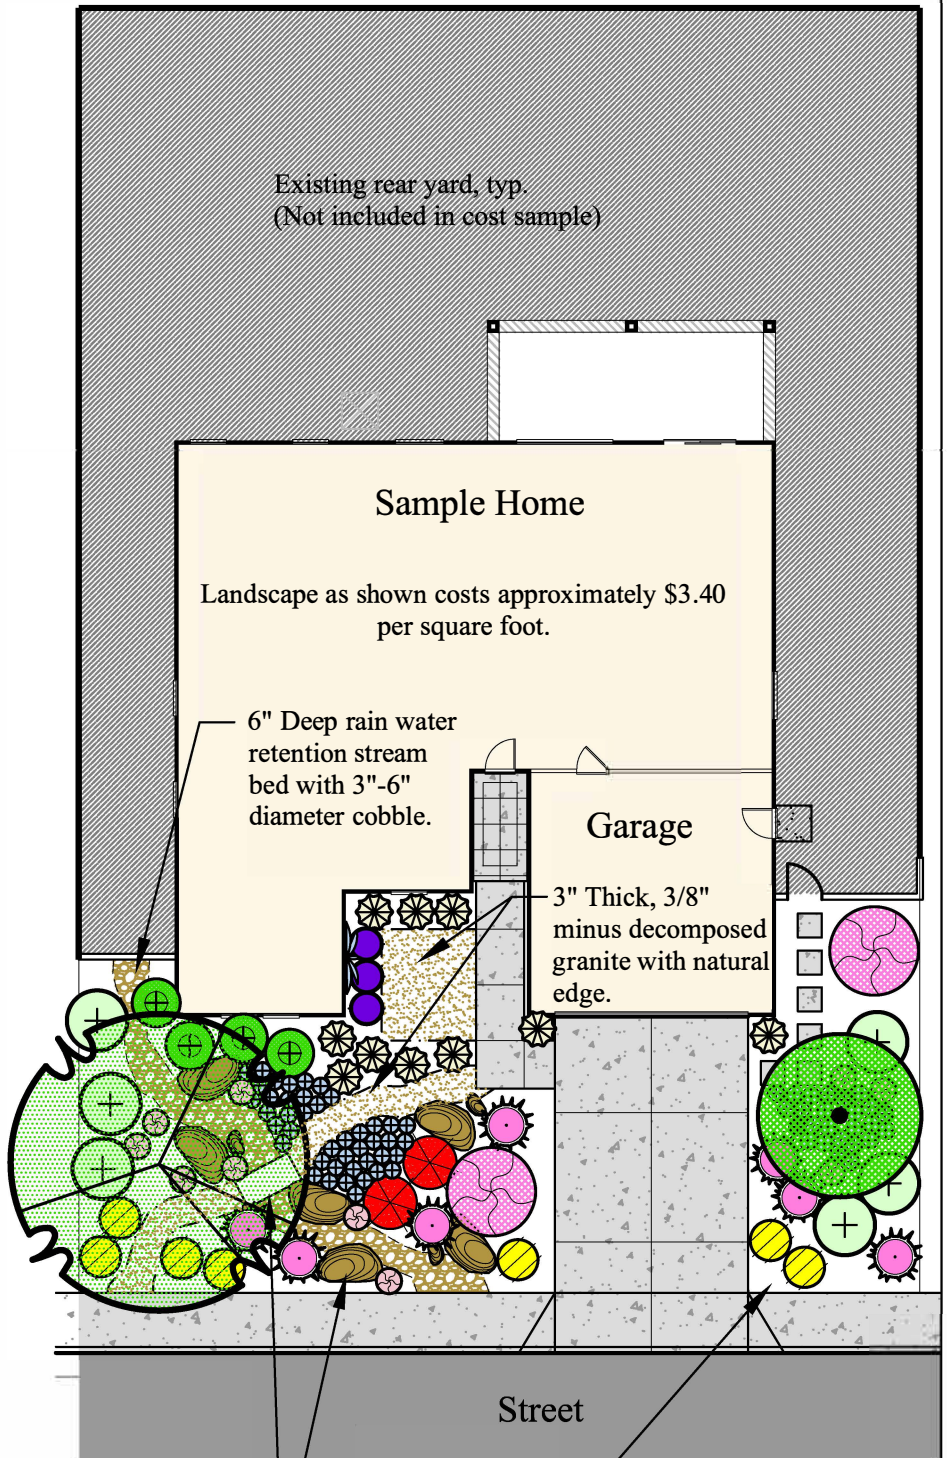 Existing rear yard, typ.
(Not included in cost sample)
Sample Home
Landscape as shown costs approximately $3.40
per square foot.
6" Deep rain water
retention stream
bed with 3"-6"
diameter cobble.
Garage
3" Thick, 3/8"
minus decomposed
granite with natural
edge.
Street